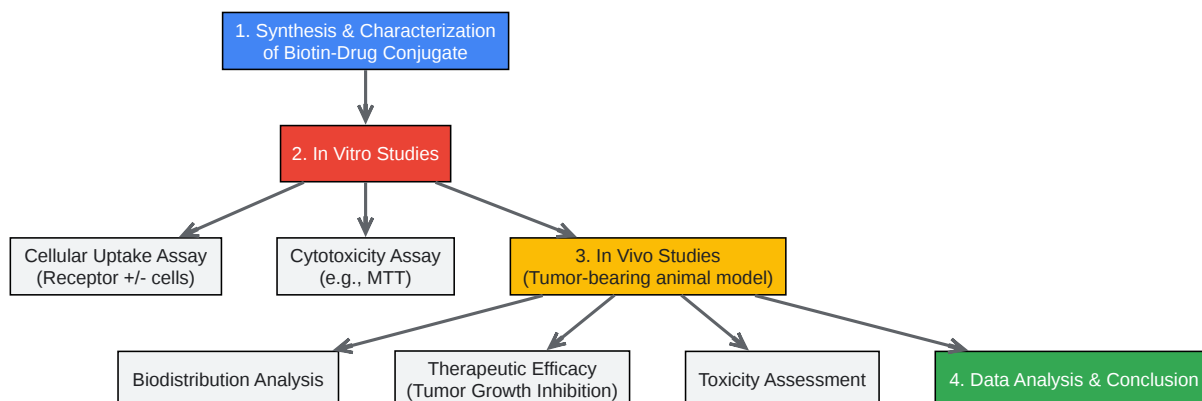 1. Synthesis & Characterization
of Biotin-Drug Conjugate
2. In Vitro Studies
Cellular Uptake Assay
(Receptor +/- cells)
Cytotoxicity Assay
(e.g., MTT)
3. In Vivo Studies
(Tumor-bearing animal model)
Biodistribution Analysis
Therapeutic Efficacy
(Tumor Growth Inhibition)
Toxicity Assessment
4. Data Analysis & Conclusion